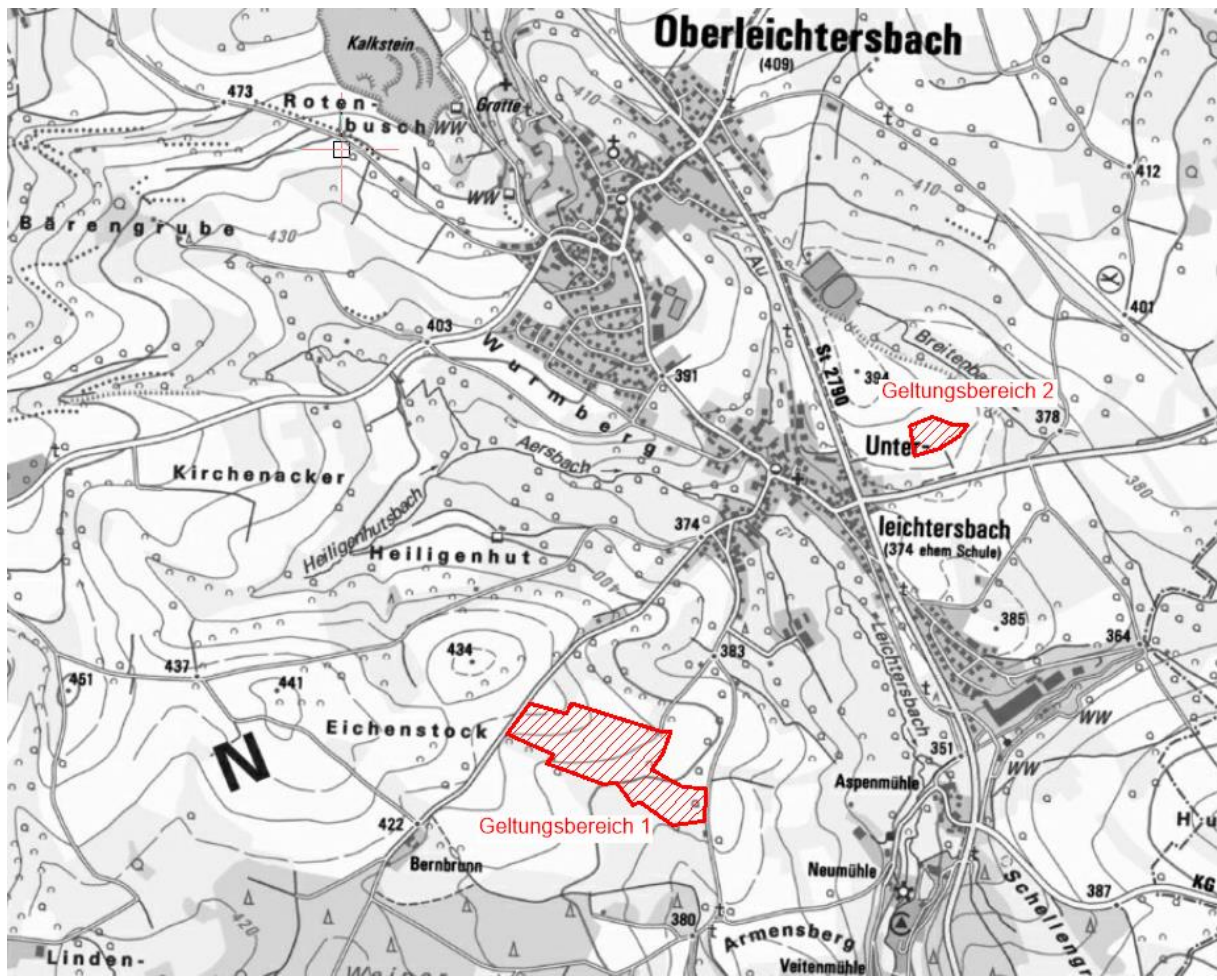 Oberleichtersbach
(409)
Kalkstein
473
Roten-
busch
WW
Grotte
410
412
WW
Bärengrube
430
410
Au
401
403
Wurmberg
391
St 2790
394
Geltungsbereich 2
378
Aersbach
Unter-
Kirchenacker
380
leichtersbach
(374 ehem Schule)
374
Heiligenhutsbach
Heiligenhut
400
385
364
434
383
Leichtersbach
437
451
441
Eichenstock
WW
351
N
WW
Aspenmühle
Geltungsbereich 1
422
Bernbrunn
Neumühle
387
KG
420
380
Armensberg
Linden-
Veitenmühle